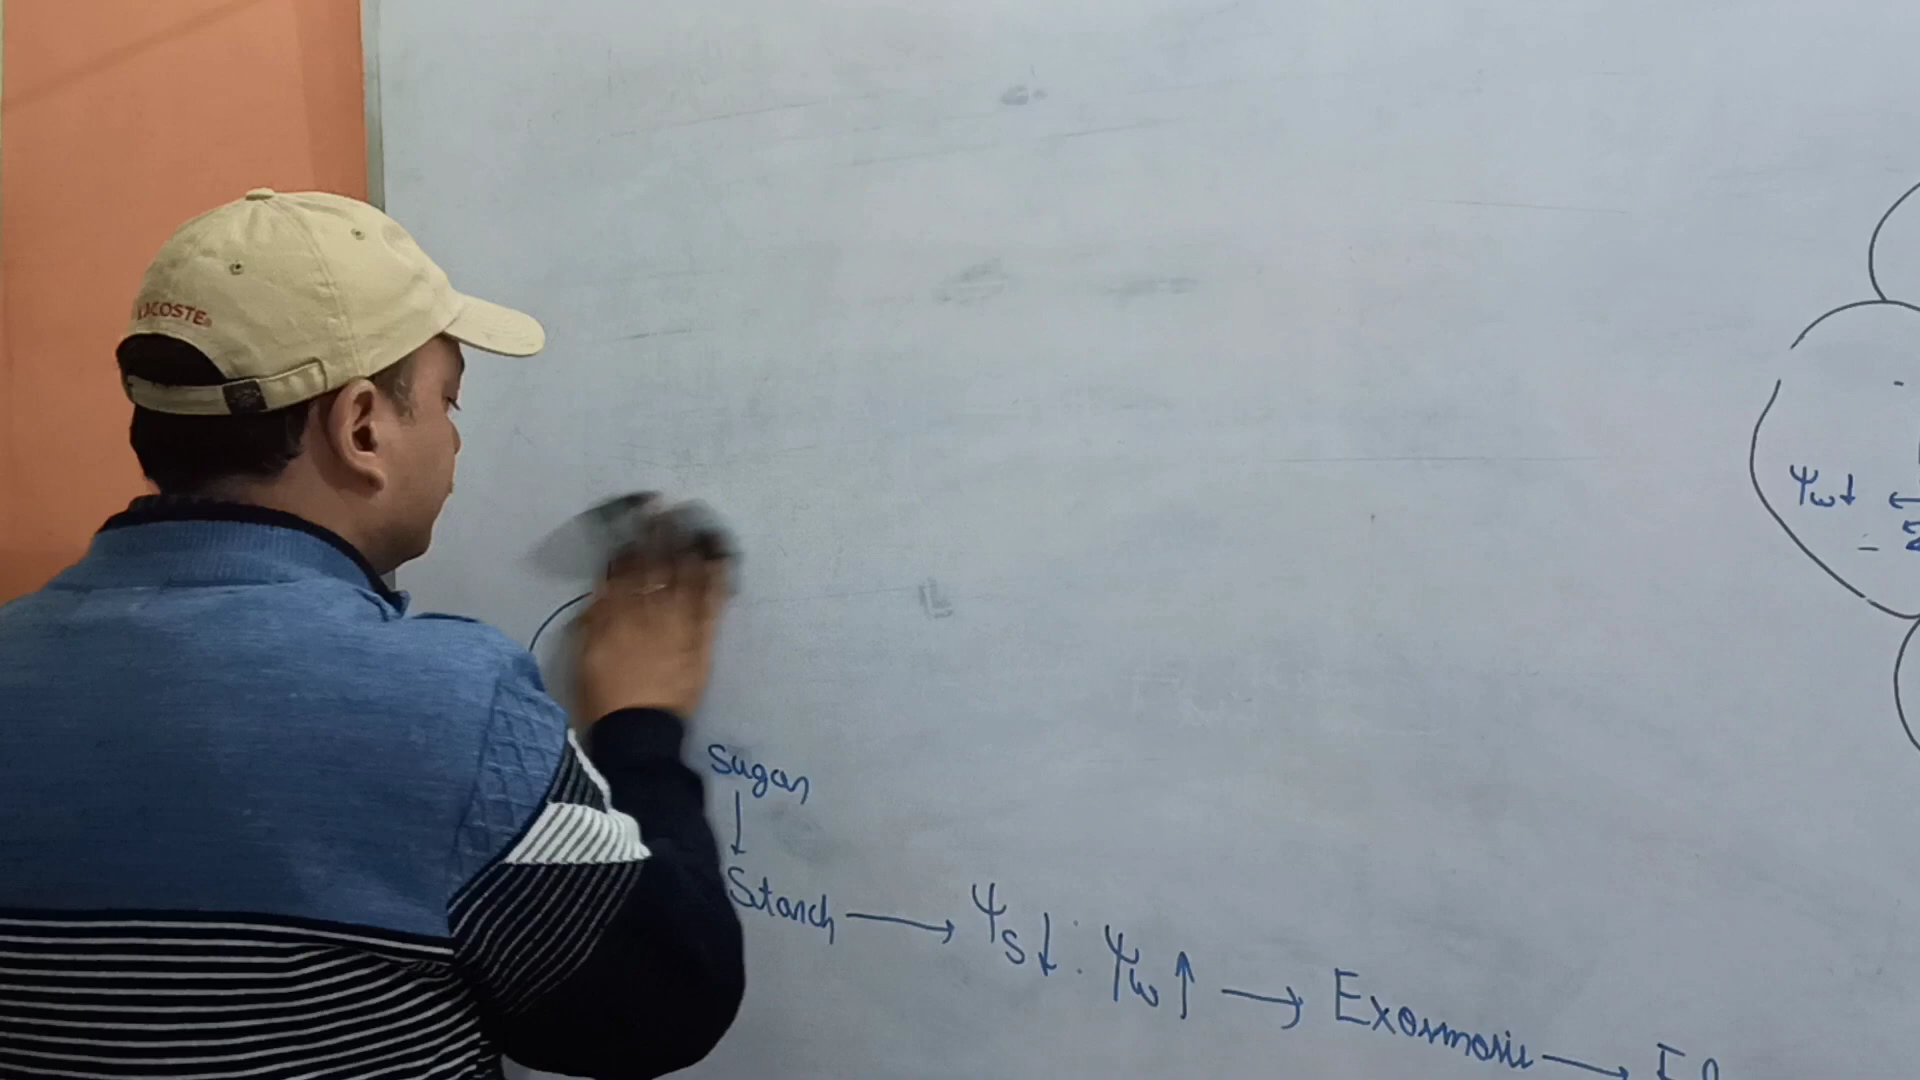 LACOSTE
Ψw↓
Sugar
↓
Starch → Ψs↓ ∴ Ψw↑ → Exosmosis →